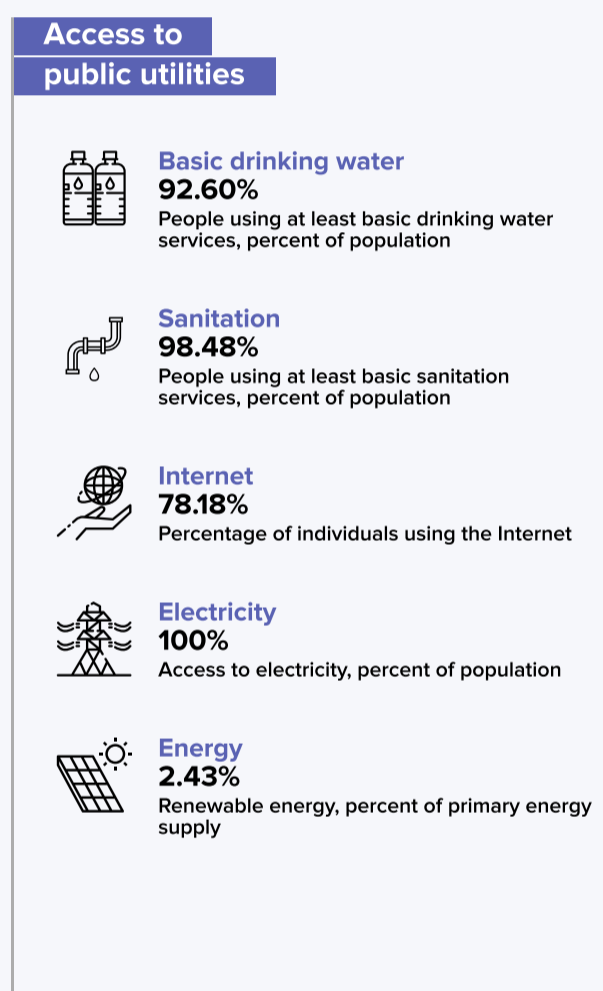 Access to
public utilities
Basic drinking water
92.60%
People using at least basic drinking water
services, percent of population
Sanitation
98.48%
People using at least basic sanitation
services, percent of population
Internet
78.18%
Percentage of individuals using the Internet
Electricity
100%
Access to electricity, percent of population
Energy
2.43%
Renewable energy, percent of primary energy
supply